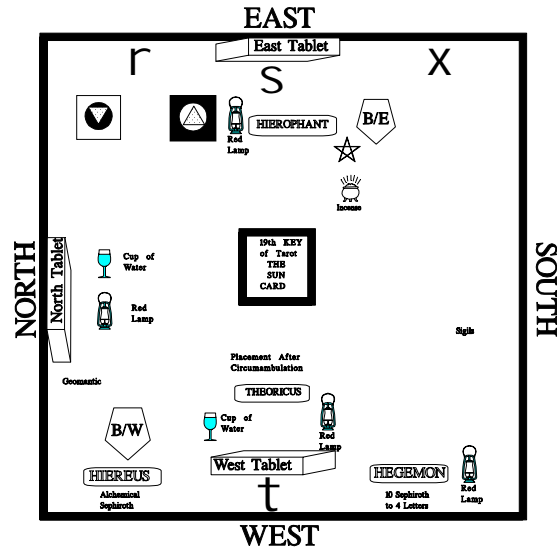 EAST
East Tablet
r
s
x
HIEROPHANT
B/E
Red
Lamp
Incense
NORTH
North Tablet
Cup of
Water
Red
Lamp
19th KEY
of Tarot
THE
SUN
CARD
SOUTH
Sigils
Placement After
Circumambulation
Geomantic
THEORICUS
B/W
Cup of
Water
Red
Lamp
West Tablet
HIEREUS
Alchemical
Sephiroth
t
HEGEMON
10 Sephiroth
to 4 Letters
Red
Lamp
WEST